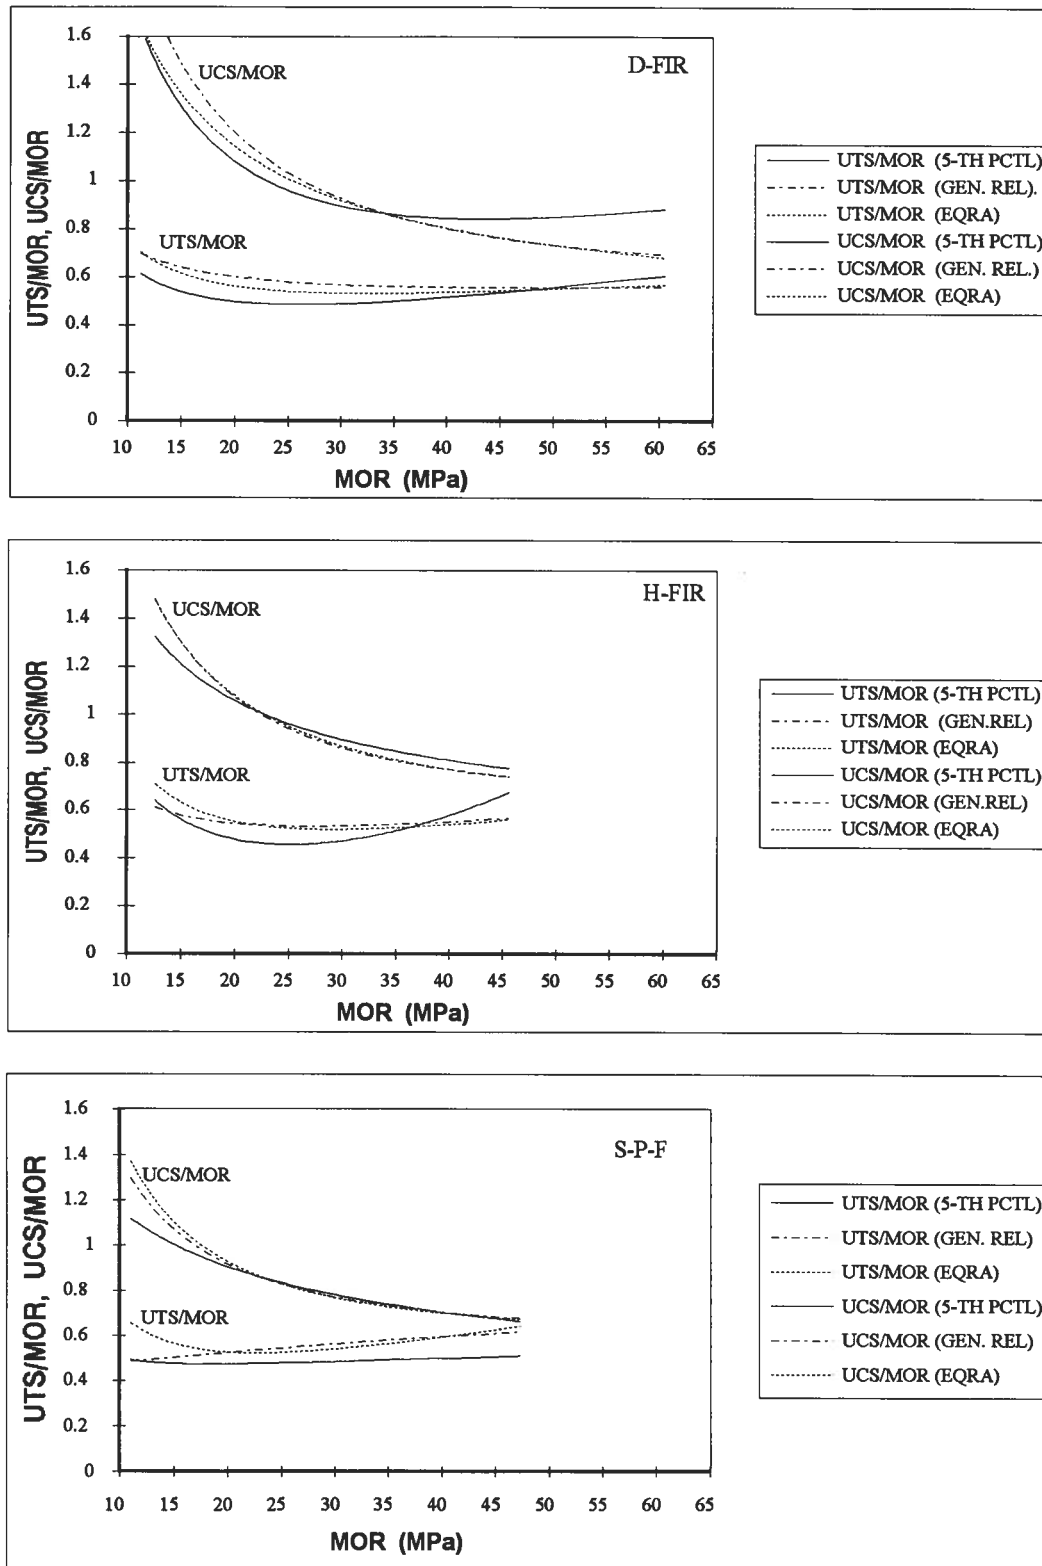 1.6
1.4
1.2
1
0.8
0.6
0.4
0.2
0
UTS/MOR, UCS/MOR
D-FIR
UCS/MOR
UTS/MOR
10 15 20 25 30 35 40 45 50 55 60 65
MOR (MPa)
UTS/MOR (5-TH PCTL)
UTS/MOR (GEN. REL).
UTS/MOR (EQRA)
UCS/MOR (5-TH PCTL)
UCS/MOR (GEN. REL.)
UCS/MOR (EQRA)
1.6
1.4
1.2
1
0.8
0.6
0.4
0.2
0
UTS/MOR, UCS/MOR
H-FIR
UCS/MOR
UTS/MOR
10 15 20 25 30 35 40 45 50 55 60 65
MOR (MPa)
UTS/MOR (5-TH PCTL)
UTS/MOR (GEN.REL)
UTS/MOR (EQRA)
UCS/MOR (5-TH PCTL)
UCS/MOR (GEN.REL)
UCS/MOR (EQRA)
1.6
1.4
1.2
1
0.8
0.6
0.4
0.2
0
UTS/MOR, UCS/MOR
S-P-F
UCS/MOR
UTS/MOR
10 15 20 25 30 35 40 45 50 55 60 65
MOR (MPa)
UTS/MOR (5-TH PCTL)
UTS/MOR (GEN. REL)
UTS/MOR (EQRA)
UCS/MOR (5-TH PCTL)
UCS/MOR (GEN. REL)
UCS/MOR (EQRA)